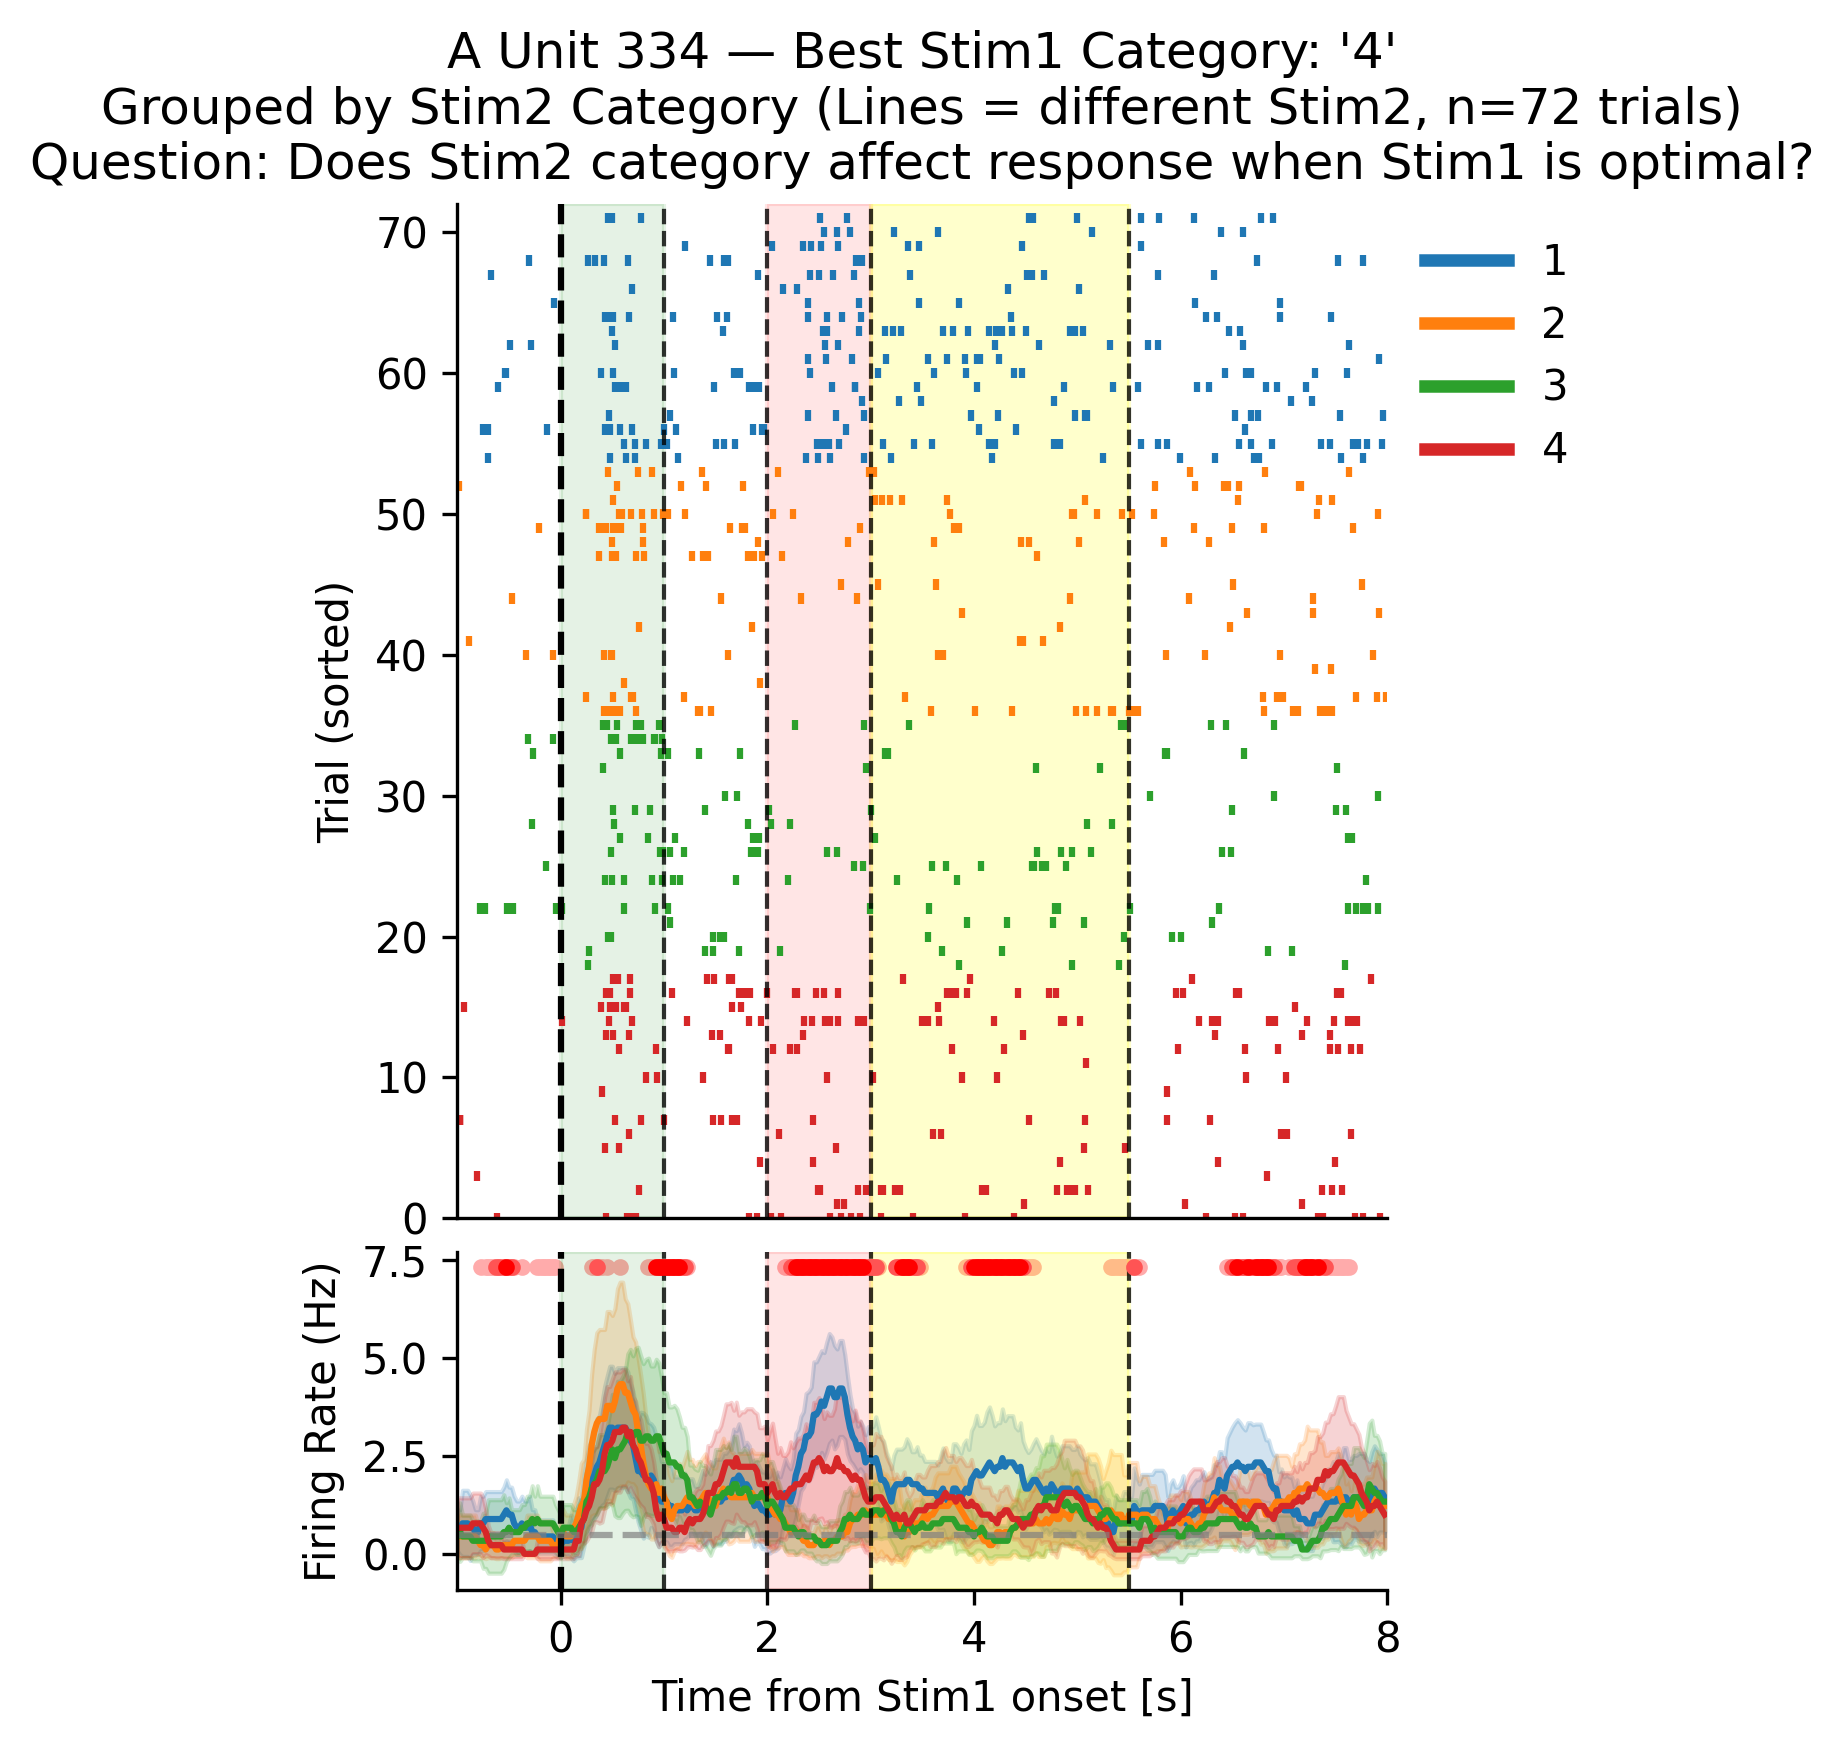 A Unit 334 — Best Stim1 Category: '4'
Grouped by Stim2 Category (Lines = different Stim2, n=72 trials)
Question: Does Stim2 category affect response when Stim1 is optimal?
70
60
50
40
30
20
10
0
Trial (sorted)
1
2
3
4
7.5
5.0
2.5
0.0
Firing Rate (Hz)
0 2 4 6 8
Time from Stim1 onset [s]